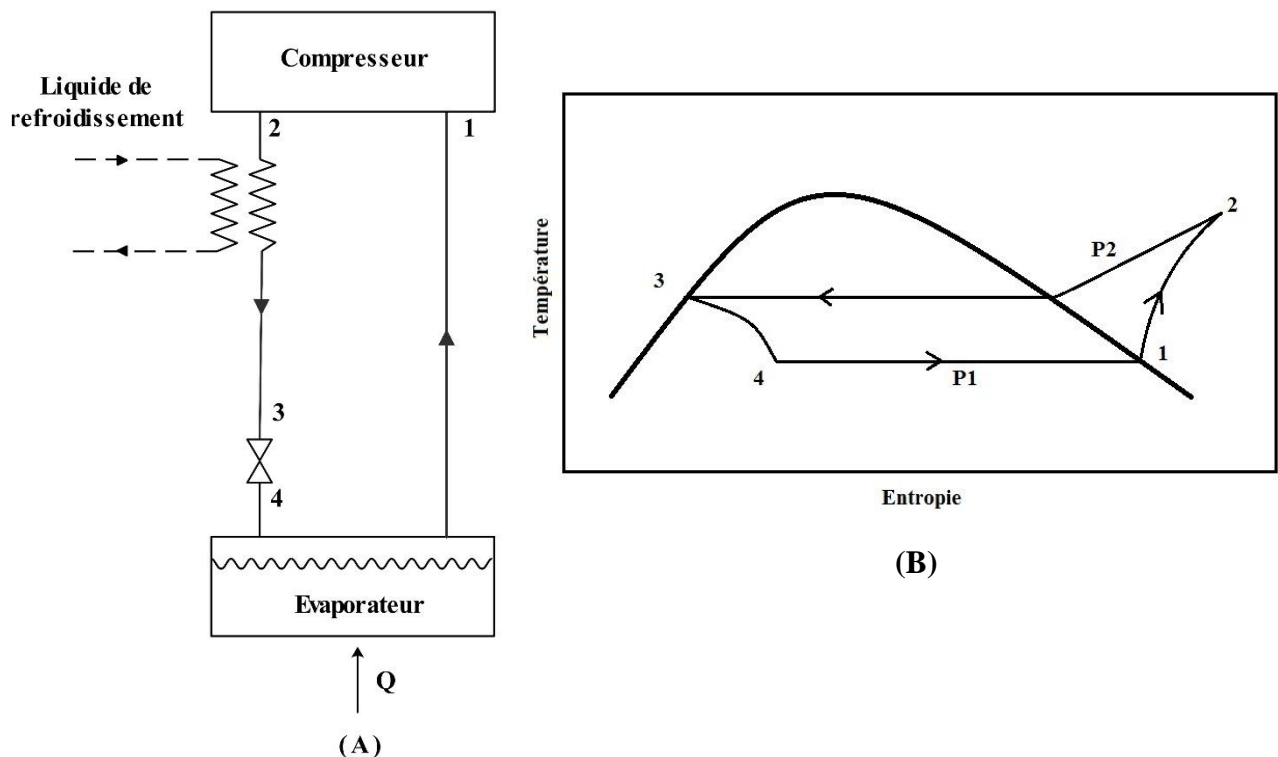 Compresseur
Liquide de
refroidissement
2
1
3
4
Evaporateur
Q
(A)
Température
2
P2
3
1
4
P1
Entropie
(B)